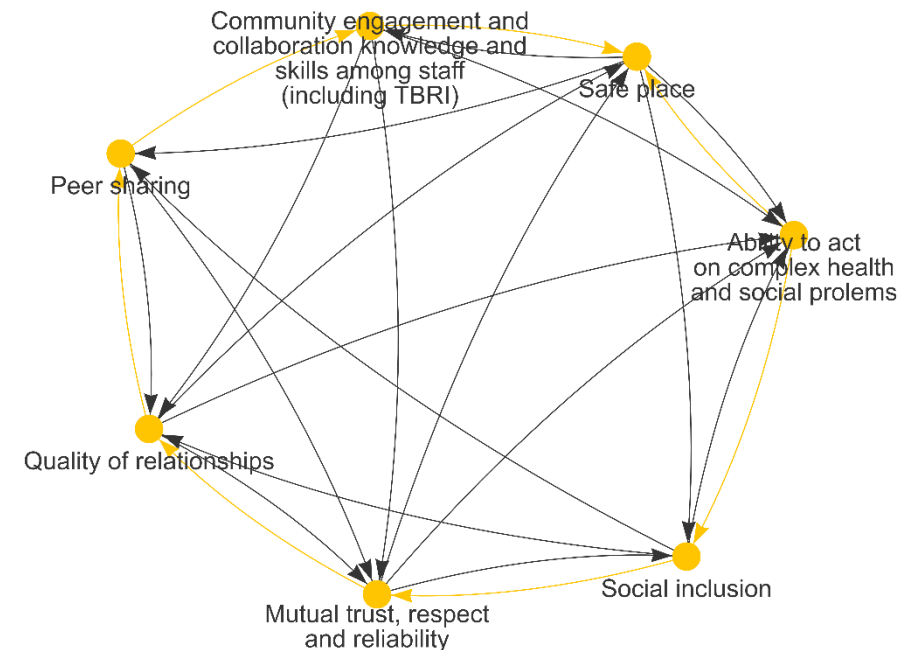 Community engagement and
collaboration knowledge and
skills among staff
(including TBRI)
Safe place
Peer sharing
Ability to act
on complex health
and social prolems
Quality of relationships
Social inclusion
Mutual trust, respect
and reliability